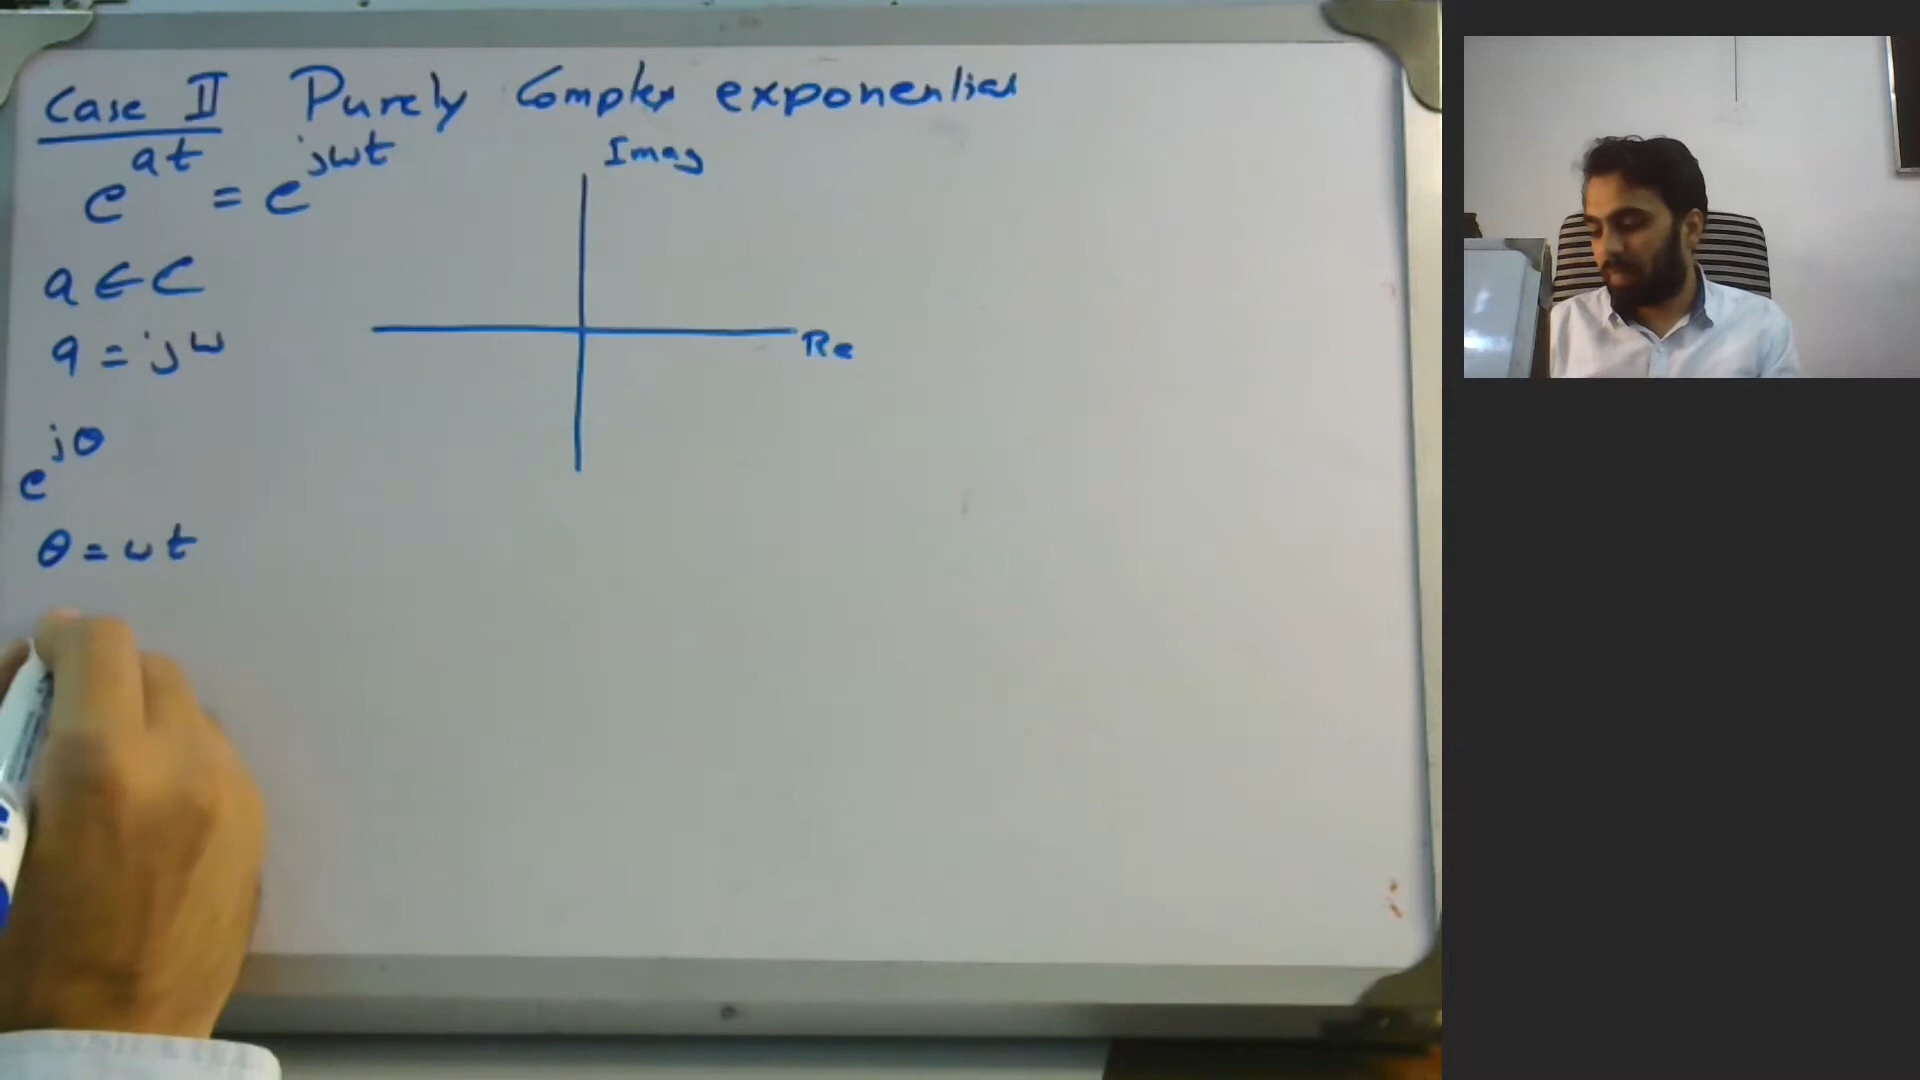 Case II Purely Complex exponential
e^{at} = e^{jωt}
Imag
a ∈ C
a = jω
Re
e^{jθ}
θ = ωt